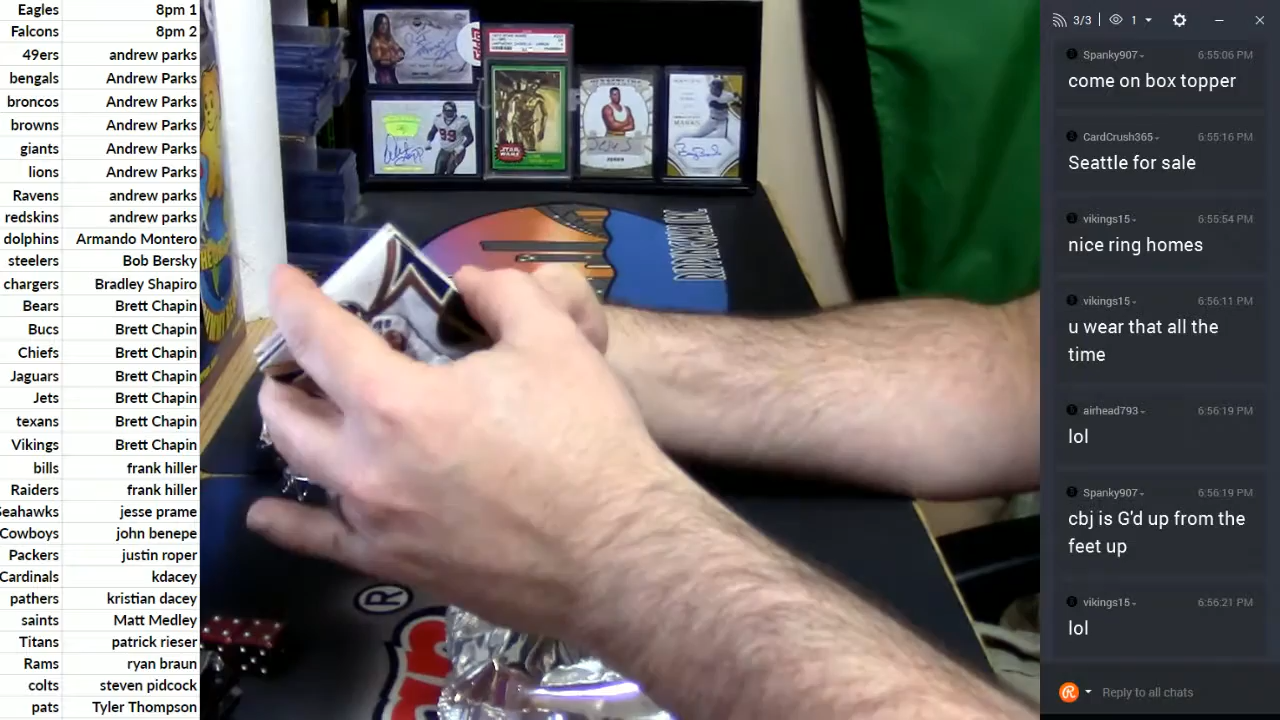 Eagles 8pm 1
Falcons 8pm 2
49ers andrew parks
bengals Andrew Parks
broncos Andrew Parks
browns Andrew Parks
giants Andrew Parks
lions Andrew Parks
Ravens andrew parks
redskins andrew parks
dolphins Armando Montero
steelers Bob Bersky
chargers Bradley Shapiro
Bears Brett Chapin
Bucs Brett Chapin
Chiefs Brett Chapin
Jaguars Brett Chapin
Jets Brett Chapin
texans Brett Chapin
Vikings Brett Chapin
bills frank hiller
Raiders frank hiller
Seahawks jesse prame
Cowboys john benepe
Packers justin roper
Cardinals kdacey
pathers kristian dacey
saints Matt Medley
Titans patrick rieser
Rams ryan braun
colts steven pidcock
pats Tyler Thompson
STAR WARS
®
3/3 1
Spanky907 6:55:06 PM
come on box topper
CardCrush365 6:55:16 PM
Seattle for sale
vikings15 6:55:54 PM
nice ring homes
vikings15 6:56:11 PM
u wear that all the
time
airhead793 6:56:19 PM
lol
Spanky907 6:56:19 PM
cbj is G'd up from the
feet up
vikings15 6:56:21 PM
lol
Reply to all chats